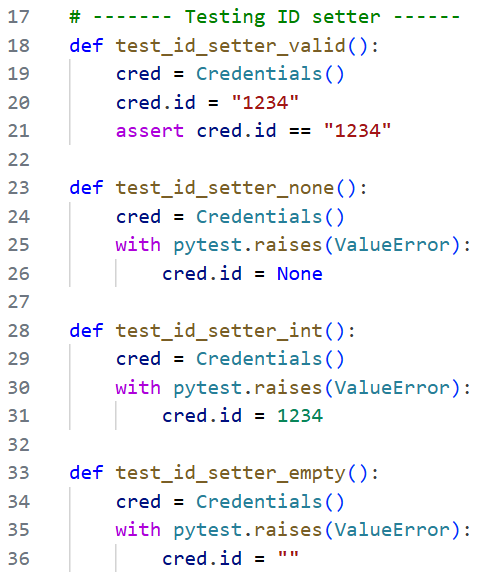 17 # ------- Testing ID setter ------
18 def test_id_setter_valid():
19     cred = Credentials()
20     cred.id = "1234"
21     assert cred.id == "1234"
22
23 def test_id_setter_none():
24     cred = Credentials()
25     with pytest.raises(ValueError):
26         cred.id = None
27
28 def test_id_setter_int():
29     cred = Credentials()
30     with pytest.raises(ValueError):
31         cred.id = 1234
32
33 def test_id_setter_empty():
34     cred = Credentials()
35     with pytest.raises(ValueError):
36         cred.id = ""